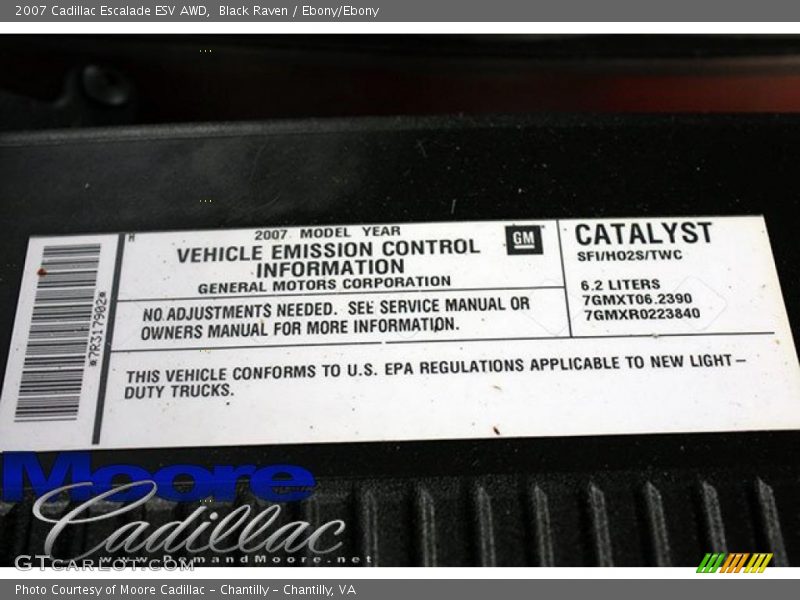 2007 Cadillac Escalade ESV AWD,  Black Raven / Ebony/Ebony
M
2007 MODEL YEAR
VEHICLE EMISSION CONTROL
INFORMATION
GENERAL MOTORS CORPORATION
GM
CATALYST
SFI/HO2S/TWC
6.2 LITERS
7GMXT06.2390
7GMXR0223840
*7R317902*
NO ADJUSTMENTS NEEDED. SEE SERVICE MANUAL OR
OWNERS MANUAL FOR MORE INFORMATION.
THIS VEHICLE CONFORMS TO U.S. EPA REGULATIONS APPLICABLE TO NEW LIGHT-
DUTY TRUCKS.
Moore
Cadillac
www.DemandMoore.net
GTCARLOT.COM
Photo Courtesy of Moore Cadillac - Chantilly - Chantilly, VA